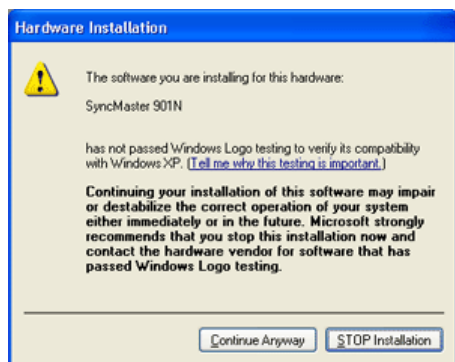 Hardware Installation
The software you are installing for this hardware:
SyncMaster 901N
has not passed Windows Logo testing to verify its compatibility
with Windows XP. (Tell me why this testing is important.)
Continuing your installation of this software may impair
or destabilize the correct operation of your system
either immediately or in the future. Microsoft strongly
recommends that you stop this installation now and
contact the hardware vendor for software that has
passed Windows Logo testing.
Continue Anyway STOP Installation